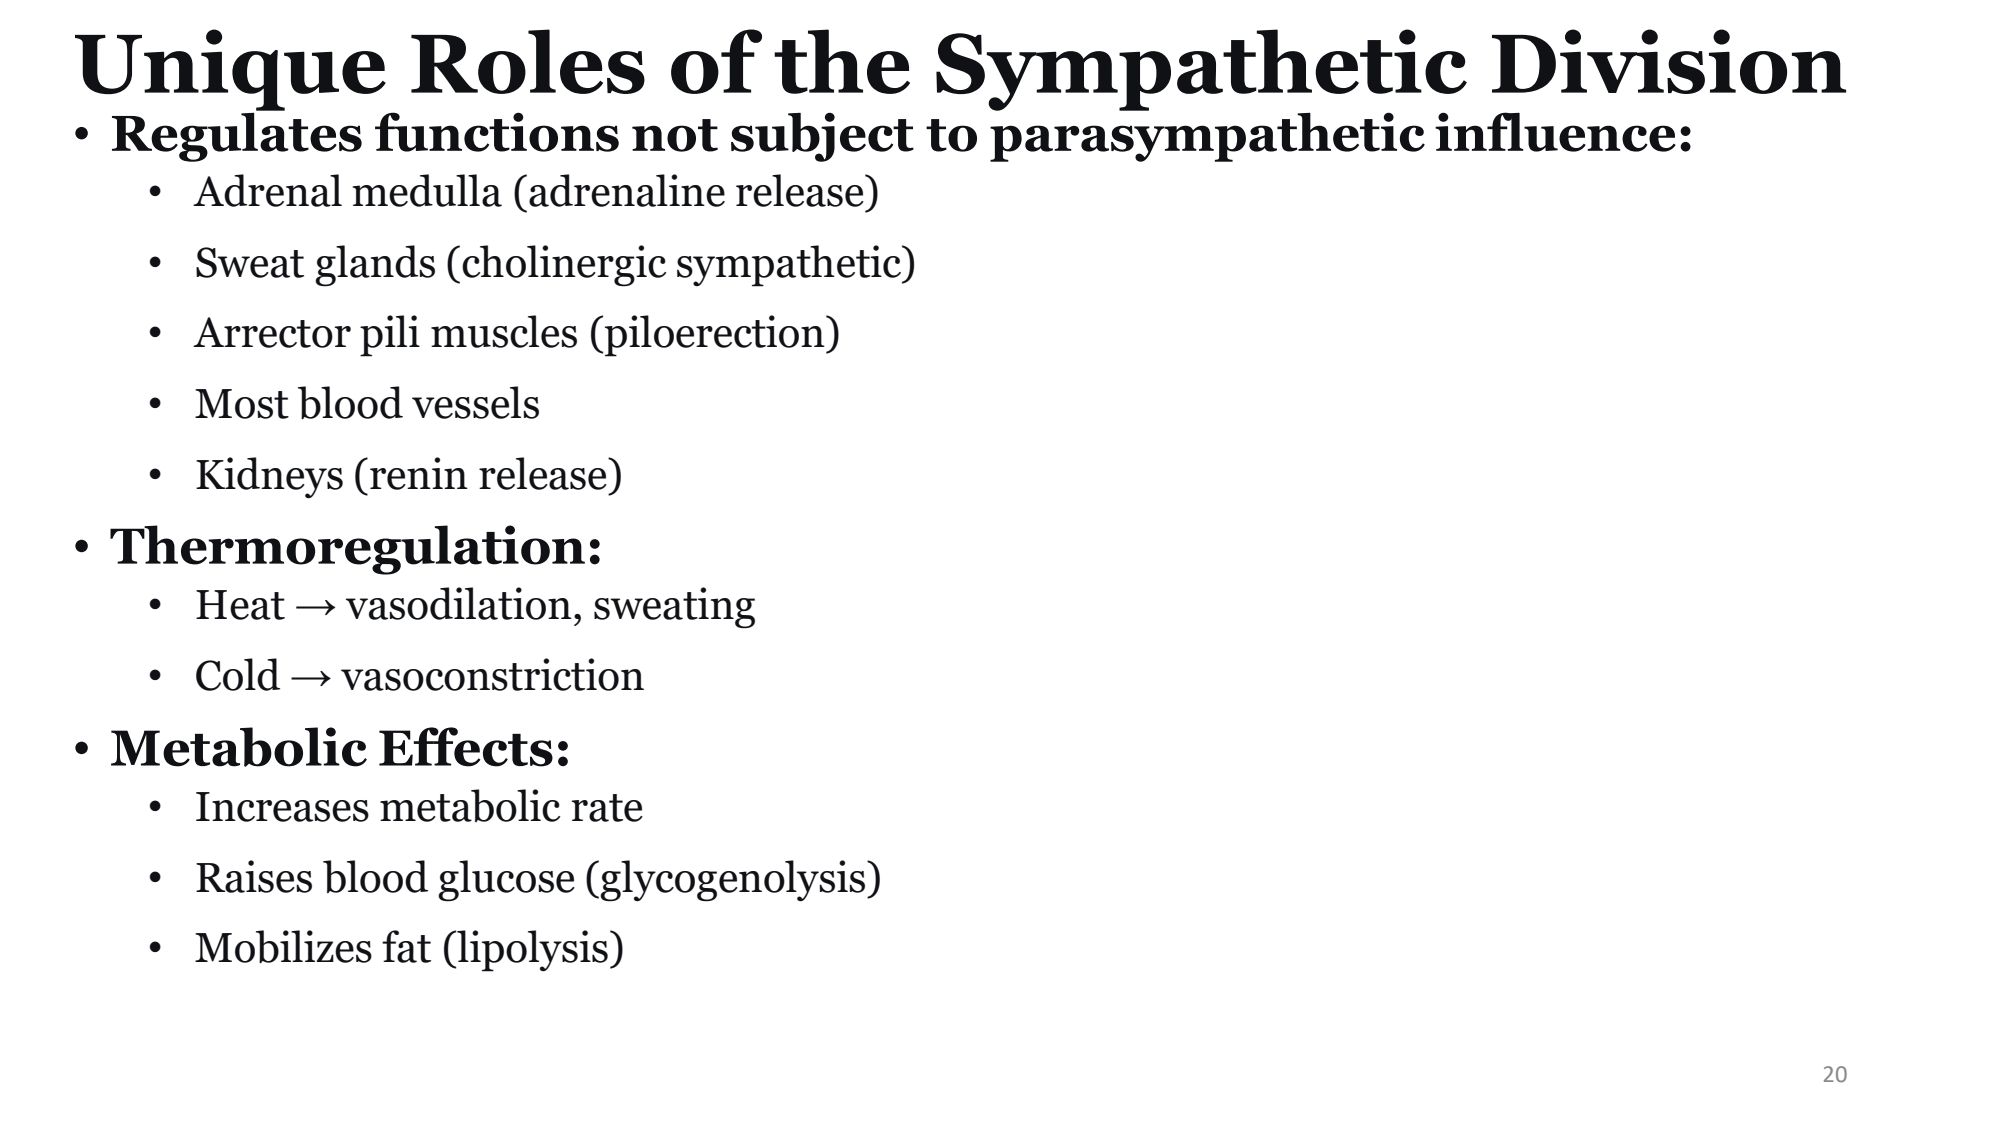 Unique Roles of the Sympathetic Division
• Regulates functions not subject to parasympathetic influence:
• Adrenal medulla (adrenaline release)
• Sweat glands (cholinergic sympathetic)
• Arrector pili muscles (piloerection)
• Most blood vessels
• Kidneys (renin release)
• Thermoregulation:
• Heat → vasodilation, sweating
• Cold → vasoconstriction
• Metabolic Effects:
• Increases metabolic rate
• Raises blood glucose (glycogenolysis)
• Mobilizes fat (lipolysis)
20